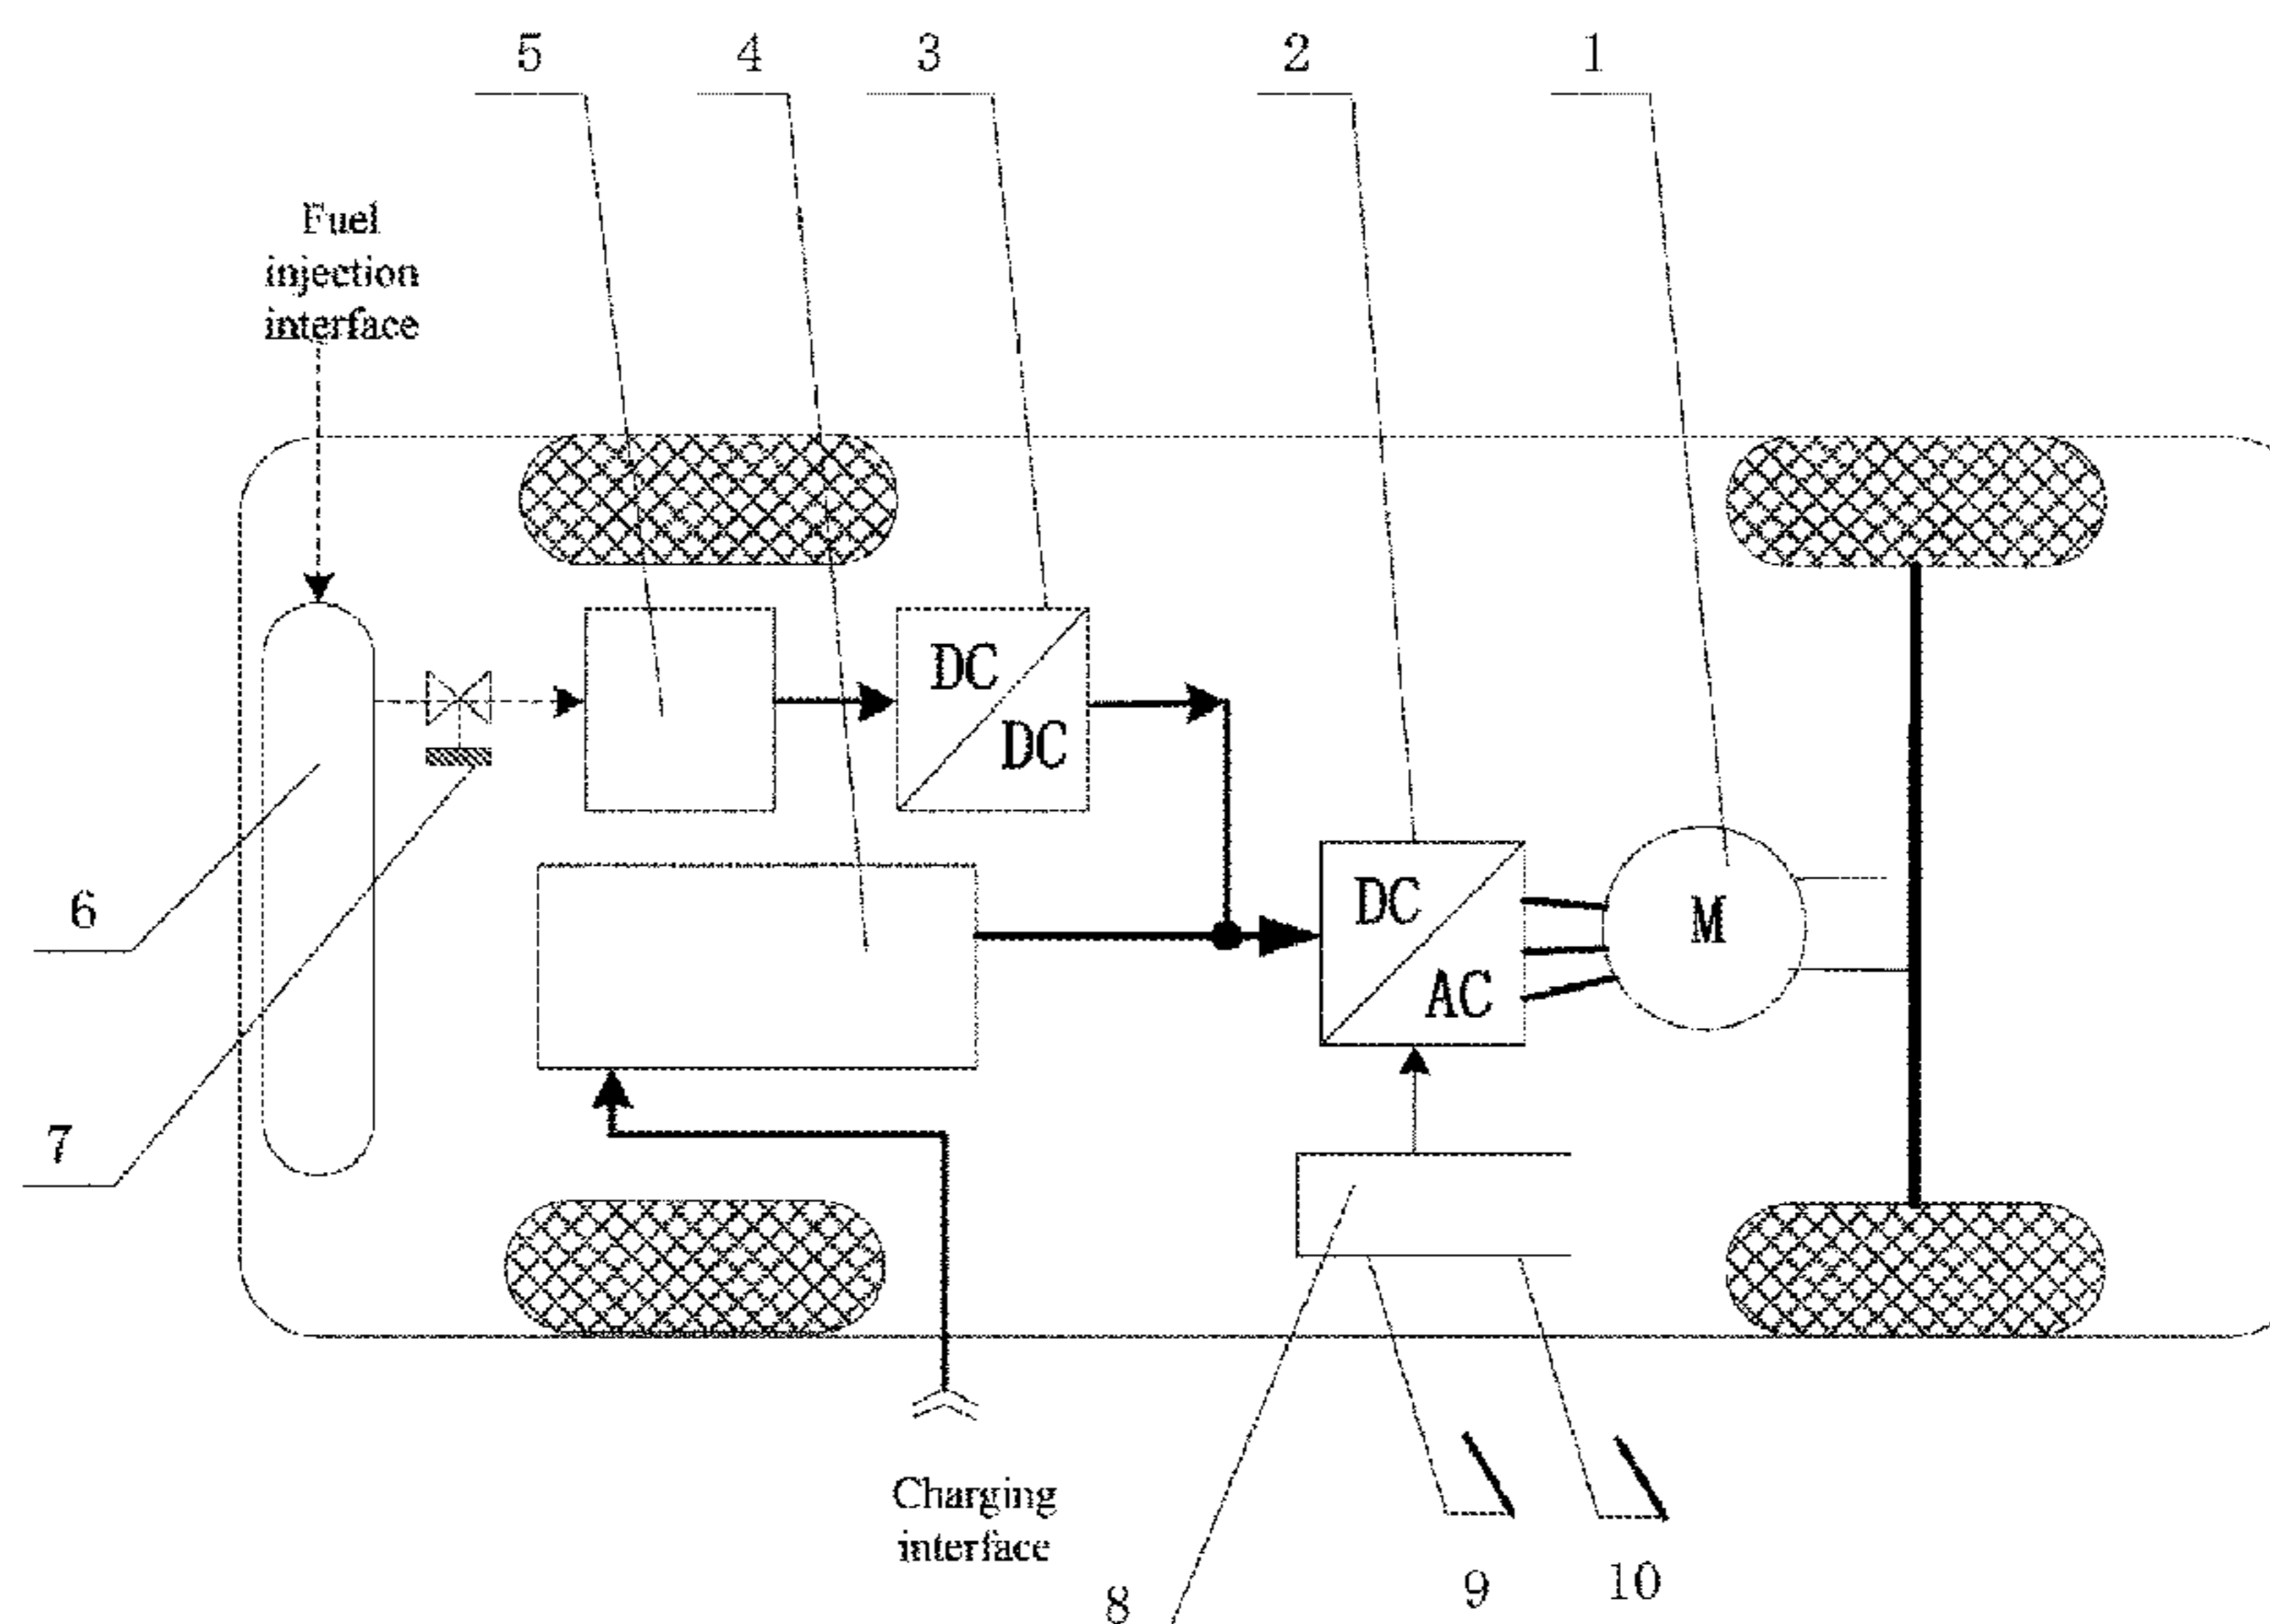 5 4 3 2 1
Fuel
injection
interface
DC
DC
DC
AC
M
6
7
Charging
interface
8
9
10